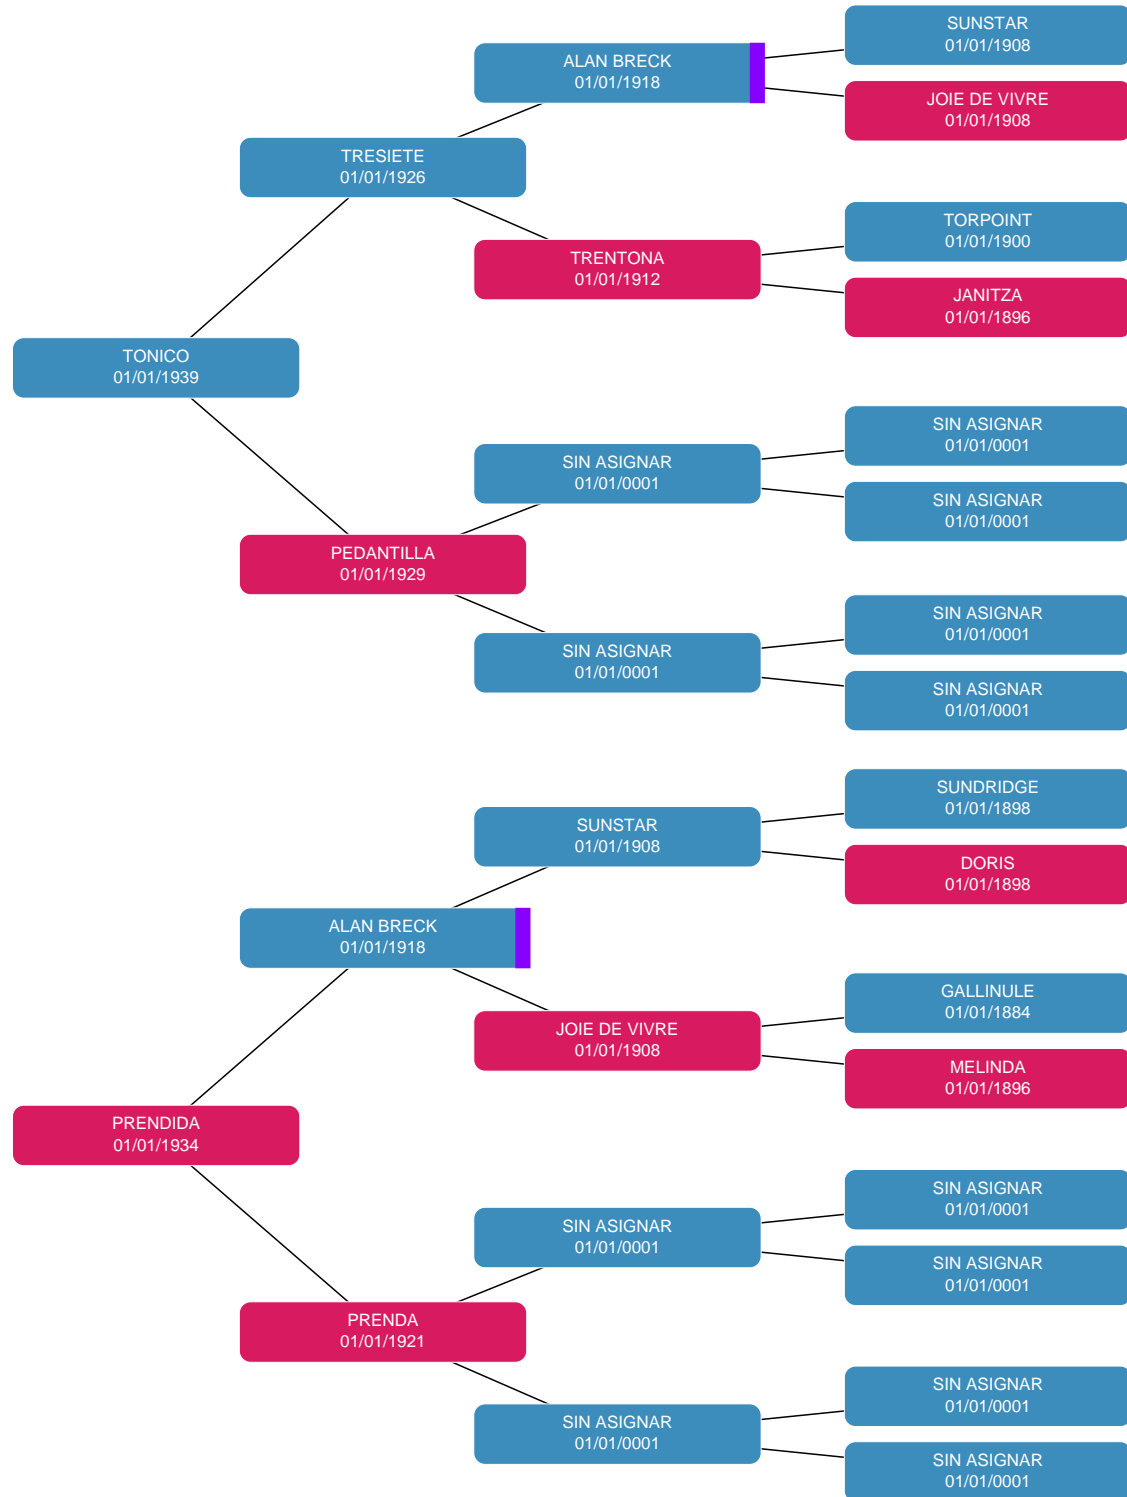 SUNSTAR
01/01/1908
ALAN BRECK
01/01/1918
JOIE DE VIVRE
01/01/1908
TRESIETE
01/01/1926
TORPOINT
01/01/1900
TRENTONA
01/01/1912
JANITZA
01/01/1896
TONICO
01/01/1939
SIN ASIGNAR
01/01/0001
SIN ASIGNAR
01/01/0001
SIN ASIGNAR
01/01/0001
PEDANTILLA
01/01/1929
SIN ASIGNAR
01/01/0001
SIN ASIGNAR
01/01/0001
SIN ASIGNAR
01/01/0001
SUNDRIDGE
01/01/1898
SUNSTAR
01/01/1908
DORIS
01/01/1898
ALAN BRECK
01/01/1918
GALLINULE
01/01/1884
JOIE DE VIVRE
01/01/1908
MELINDA
01/01/1896
PRENDIDA
01/01/1934
SIN ASIGNAR
01/01/0001
SIN ASIGNAR
01/01/0001
SIN ASIGNAR
01/01/0001
PRENDA
01/01/1921
SIN ASIGNAR
01/01/0001
SIN ASIGNAR
01/01/0001
SIN ASIGNAR
01/01/0001